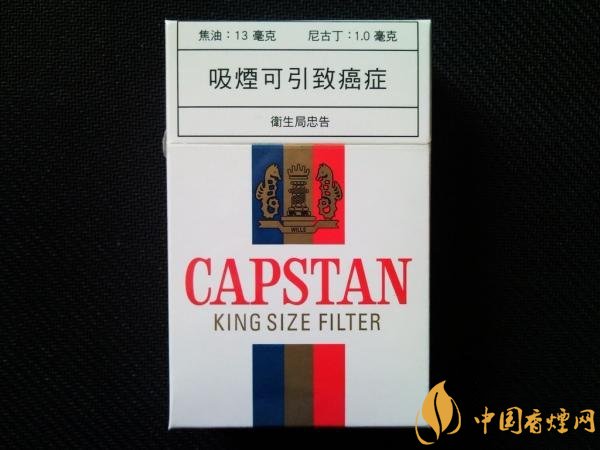 焦油：13 毫克 尼古丁：1.0 毫克
吸煙可引致癌症
衛生局忠告
WILLS
CAPSTAN
KING SIZE FILTER
中国香煙网